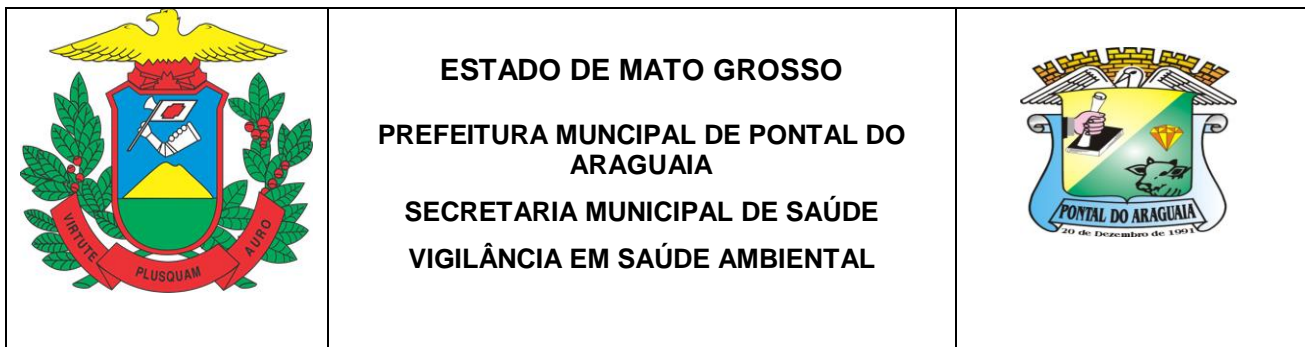 VIRTUTE PLUSQUAM AURO
ESTADO DE MATO GROSSO
PREFEITURA MUNCIPAL DE PONTAL DO
ARAGUAIA
SECRETARIA MUNICIPAL DE SAÚDE
VIGILÂNCIA EM SAÚDE AMBIENTAL
PONTAL DO ARAGUAIA
20 de Dezembro de 1991